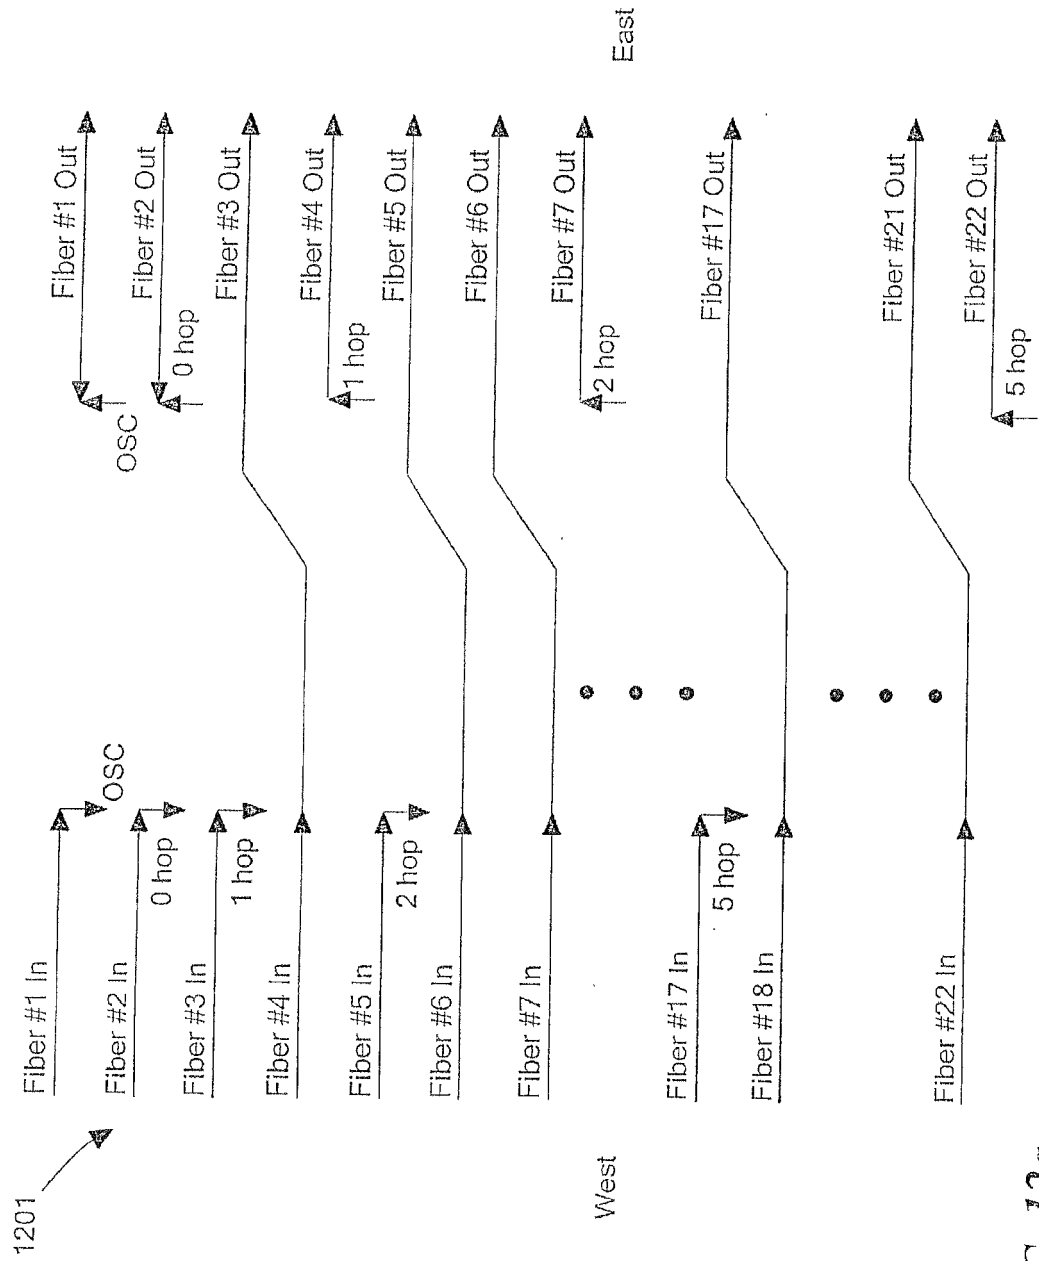 1201
West
East
Fiber #1 In
OSC
Fiber #2 In
0 hop
Fiber #3 In
1 hop
Fiber #4 In
Fiber #5 In
2 hop
Fiber #6 In
Fiber #7 In
Fiber #17 In
5 hop
Fiber #18 In
Fiber #22 In
Fiber #1 Out
OSC
Fiber #2 Out
0 hop
Fiber #3 Out
Fiber #4 Out
1 hop
Fiber #5 Out
Fiber #6 Out
Fiber #7 Out
2 hop
Fiber #17 Out
Fiber #21 Out
Fiber #22 Out
5 hop